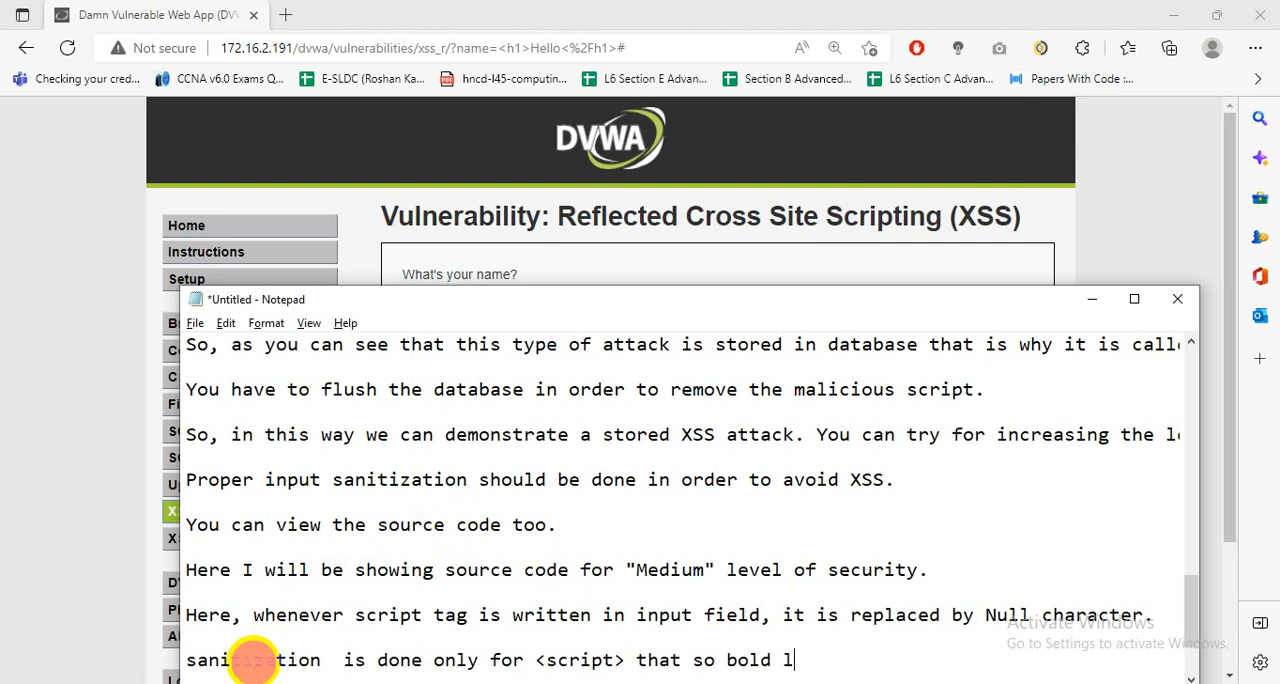 Damn Vulnerable Web App (DV
Not secure 172.16.2.191/dvwa/vulnerabilities/xss_r/?name=<h1>Hello<%2Fh1>#
Checking your cred... CCNA v6.0 Exams Q... E-SLDC (Roshan Ka... hncd-l45-computin... L6 Section E Advan... Section B Advanced... L6 Section C Advan... Papers With Code :...
DVWA
Vulnerability: Reflected Cross Site Scripting (XSS)
Home
Instructions
Setup
What's your name?
*Untitled - Notepad
File Edit Format View Help
So, as you can see that this type of attack is stored in database that is why it is call
You have to flush the database in order to remove the malicious script.
So, in this way we can demonstrate a stored XSS attack. You can try for increasing the l
Proper input sanitization should be done in order to avoid XSS.
You can view the source code too.
Here I will be showing source code for "Medium" level of security.
Here, whenever script tag is written in input field, it is replaced by Null character.
sanitization  is done only for <script> that so bold l
Activate Windows
Go to Settings to activate Windows.